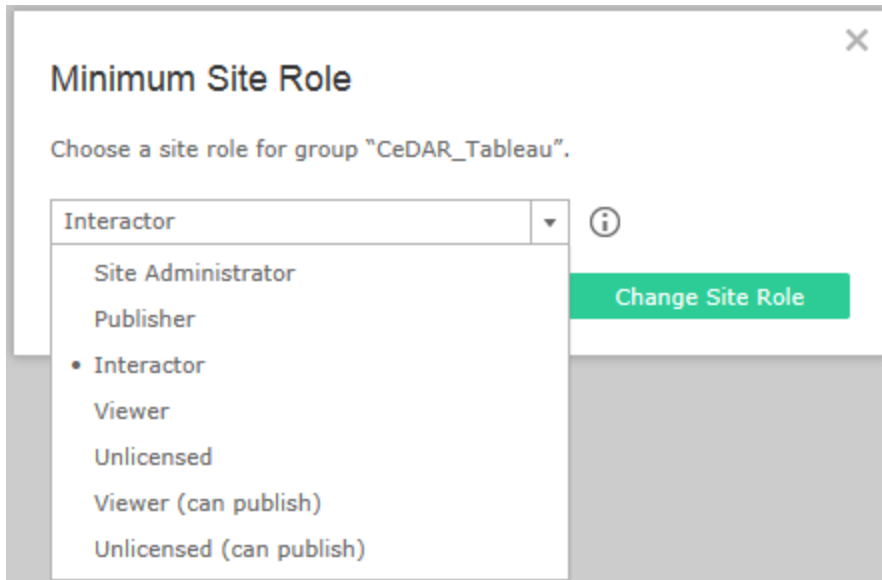 Minimum Site Role
Choose a site role for group “CeDAR_Tableau”.
Interactor
Site Administrator
Change Site Role
Publisher
• Interactor
Viewer
Unlicensed
Viewer (can publish)
Unlicensed (can publish)